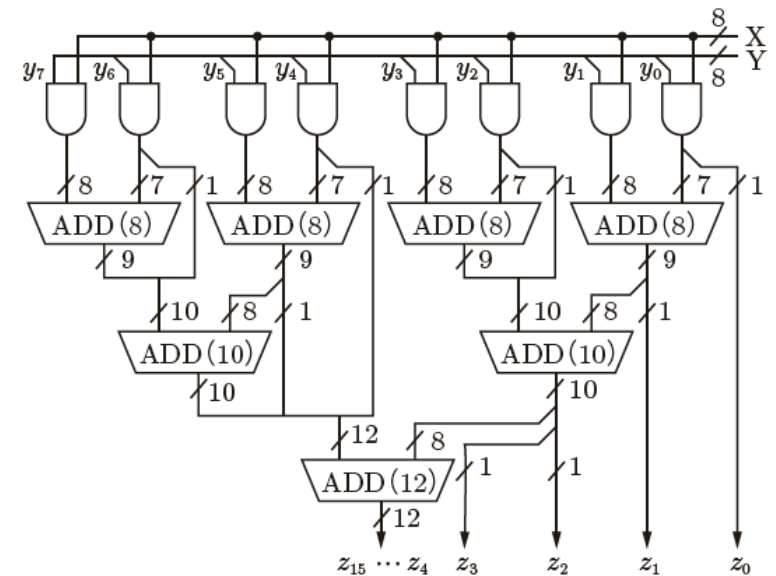 8 X
Y
8
y₇ y₆ y₅ y₄ y₃ y₂ y₁ y₀
8 7 1 8 7 1 8 7 1 8 7 1
ADD(8) ADD(8) ADD(8) ADD(8)
9 9 9 9
10 8 1 10 8 1
ADD(10) ADD(10)
10 10
12 8
ADD(12) 1 1
12
z₁₅ ⋯ z₄ z₃ z₂ z₁ z₀